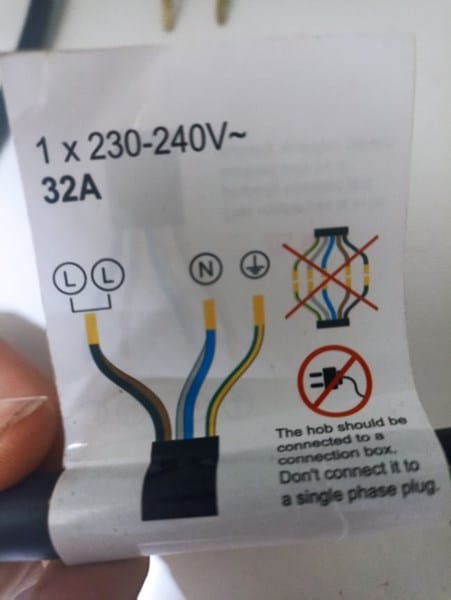 1 x 230-240V~
32A
L L N
The hob should be
connected to a
connection box.
Don't connect it to
a single phase plug.